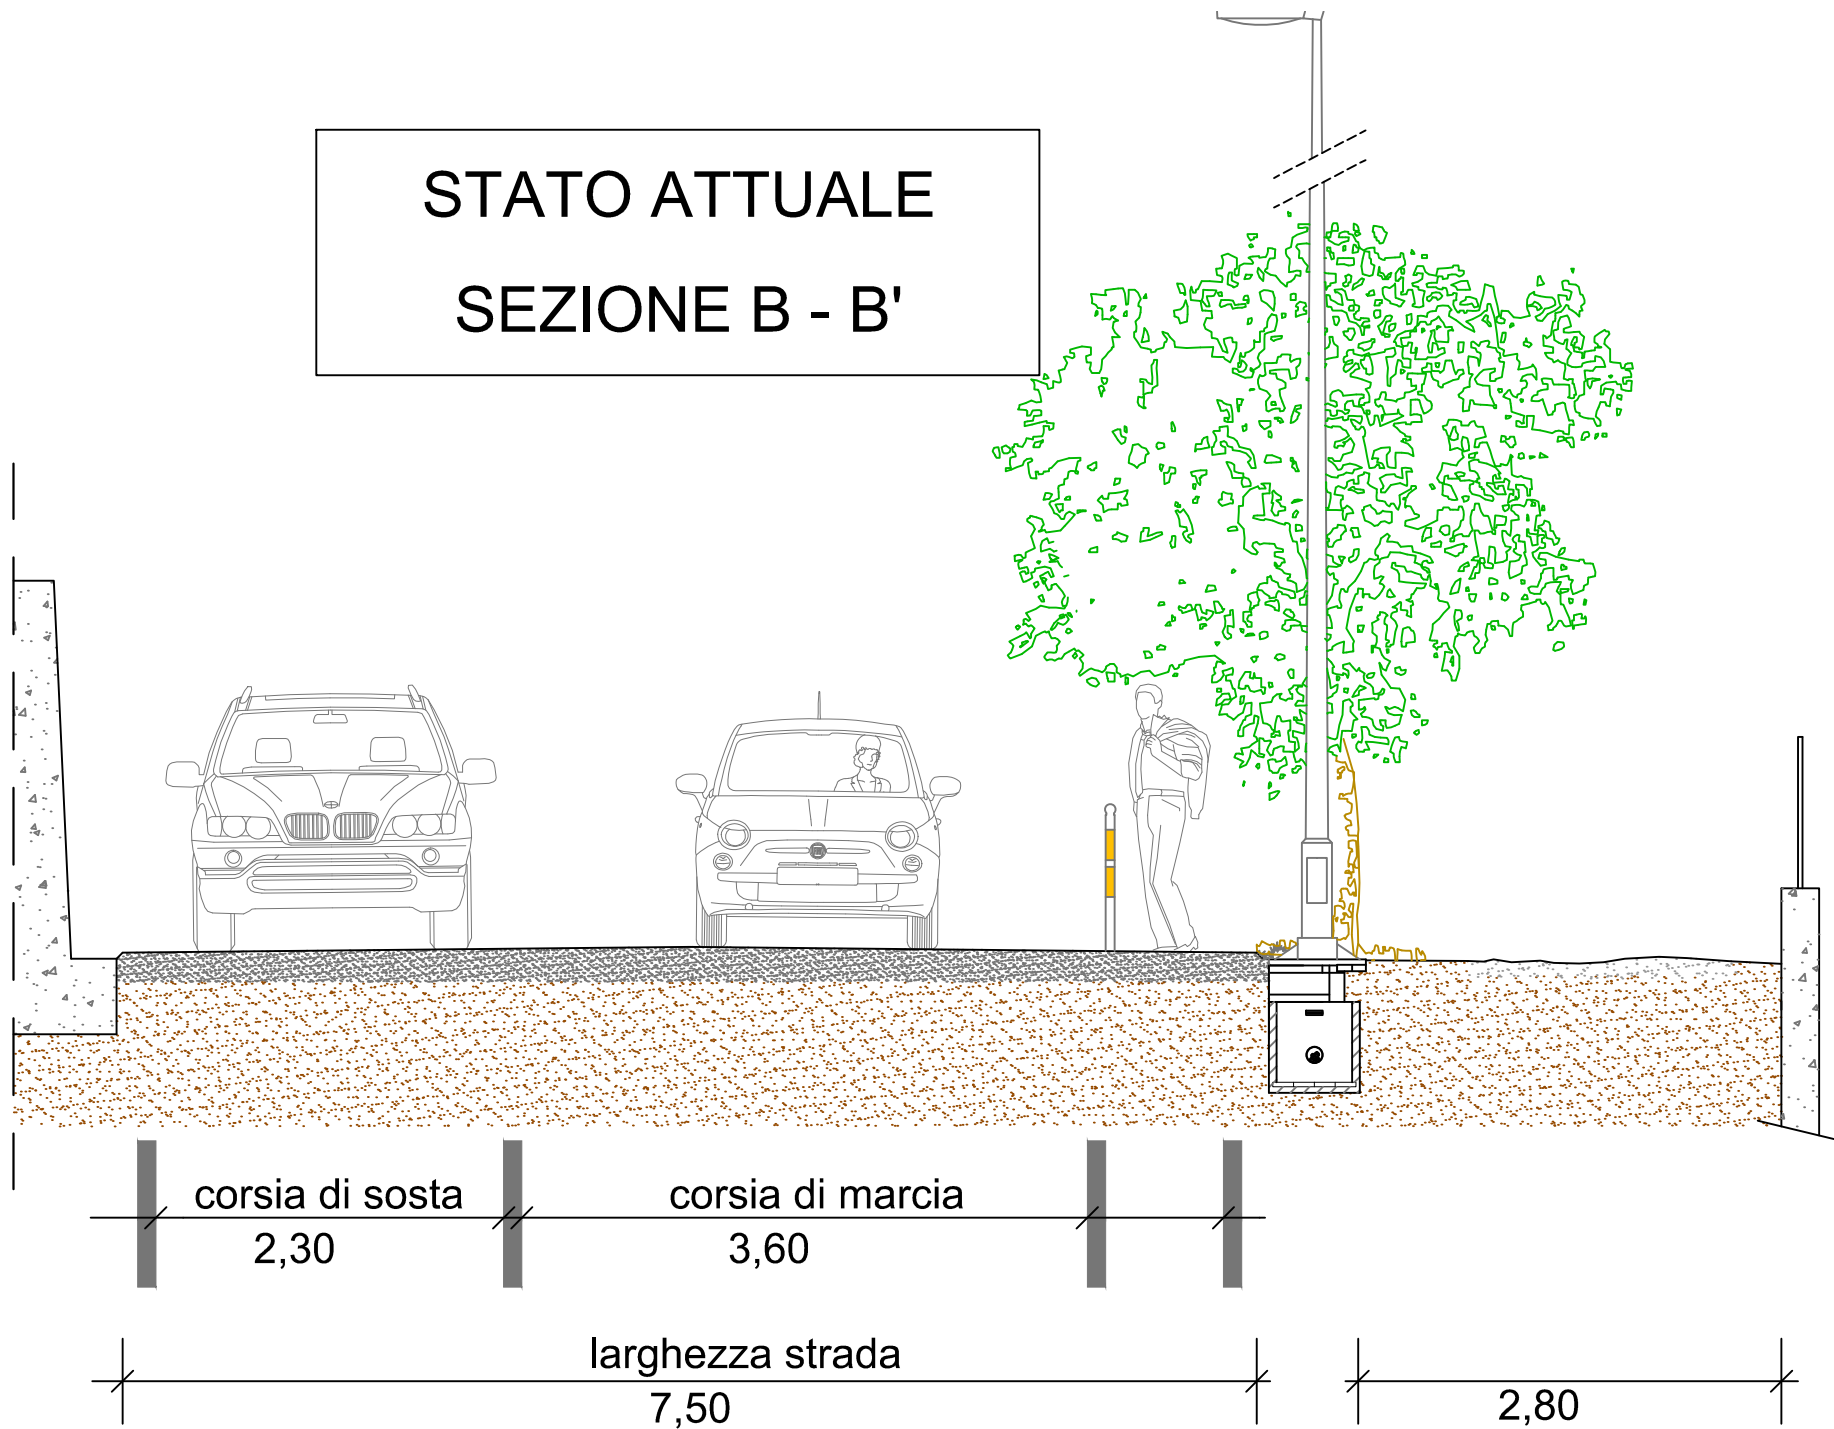 STATO ATTUALE
SEZIONE B - B'
corsia di sosta
2,30
corsia di marcia
3,60
larghezza strada
7,50
2,80